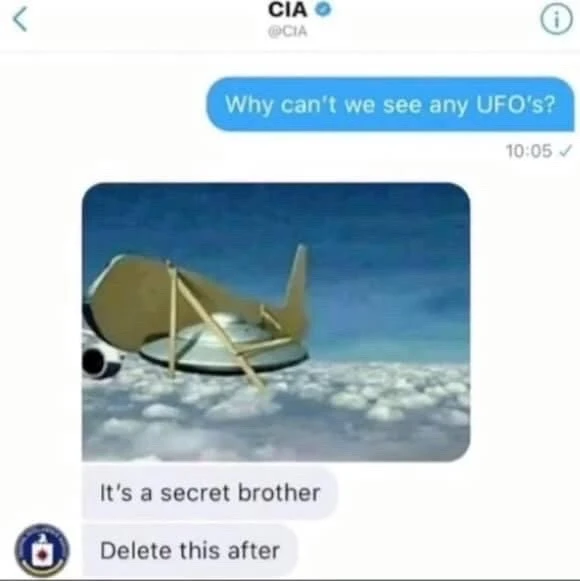 CIA
@CIA
Why can't we see any UFO's?
10:05
It's a secret brother
Delete this after